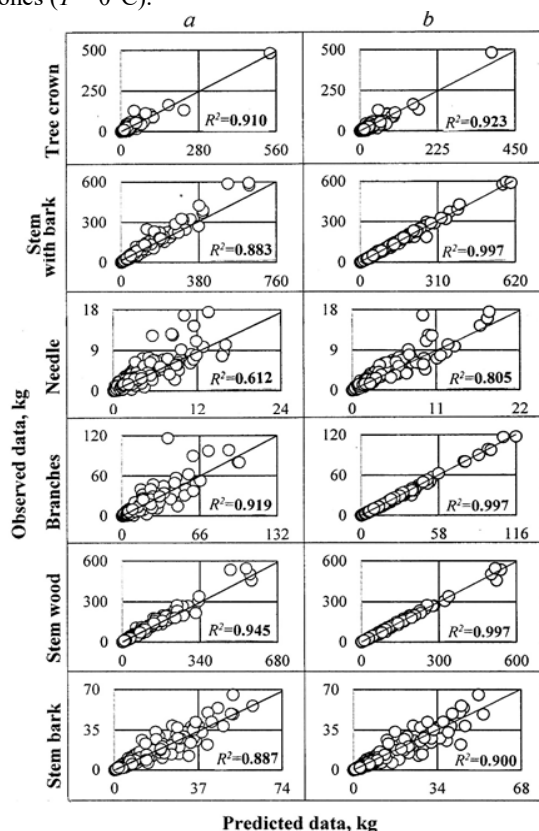 ones (T 0°C).
a b
Tree crown
500
250
0
R²=0.910
0 280 560
500
250
0
R²=0.923
0 225 450
Stem
with bark
600
300
0
R²=0.883
0 380 760
600
300
0
R²=0.997
0 310 620
Observed data, kg
Needle
18
9
0
R²=0.612
0 12 24
18
9
0
R²=0.805
0 11 22
Branches
120
60
0
R²=0.919
0 66 132
120
60
0
R²=0.997
0 58 116
Stem wood
600
300
0
R²=0.945
0 340 680
600
300
0
R²=0.997
0 300 600
Stem bark
70
35
0
R²=0.887
0 37 74
70
35
0
R²=0.900
0 34 68
Predicted data, kg